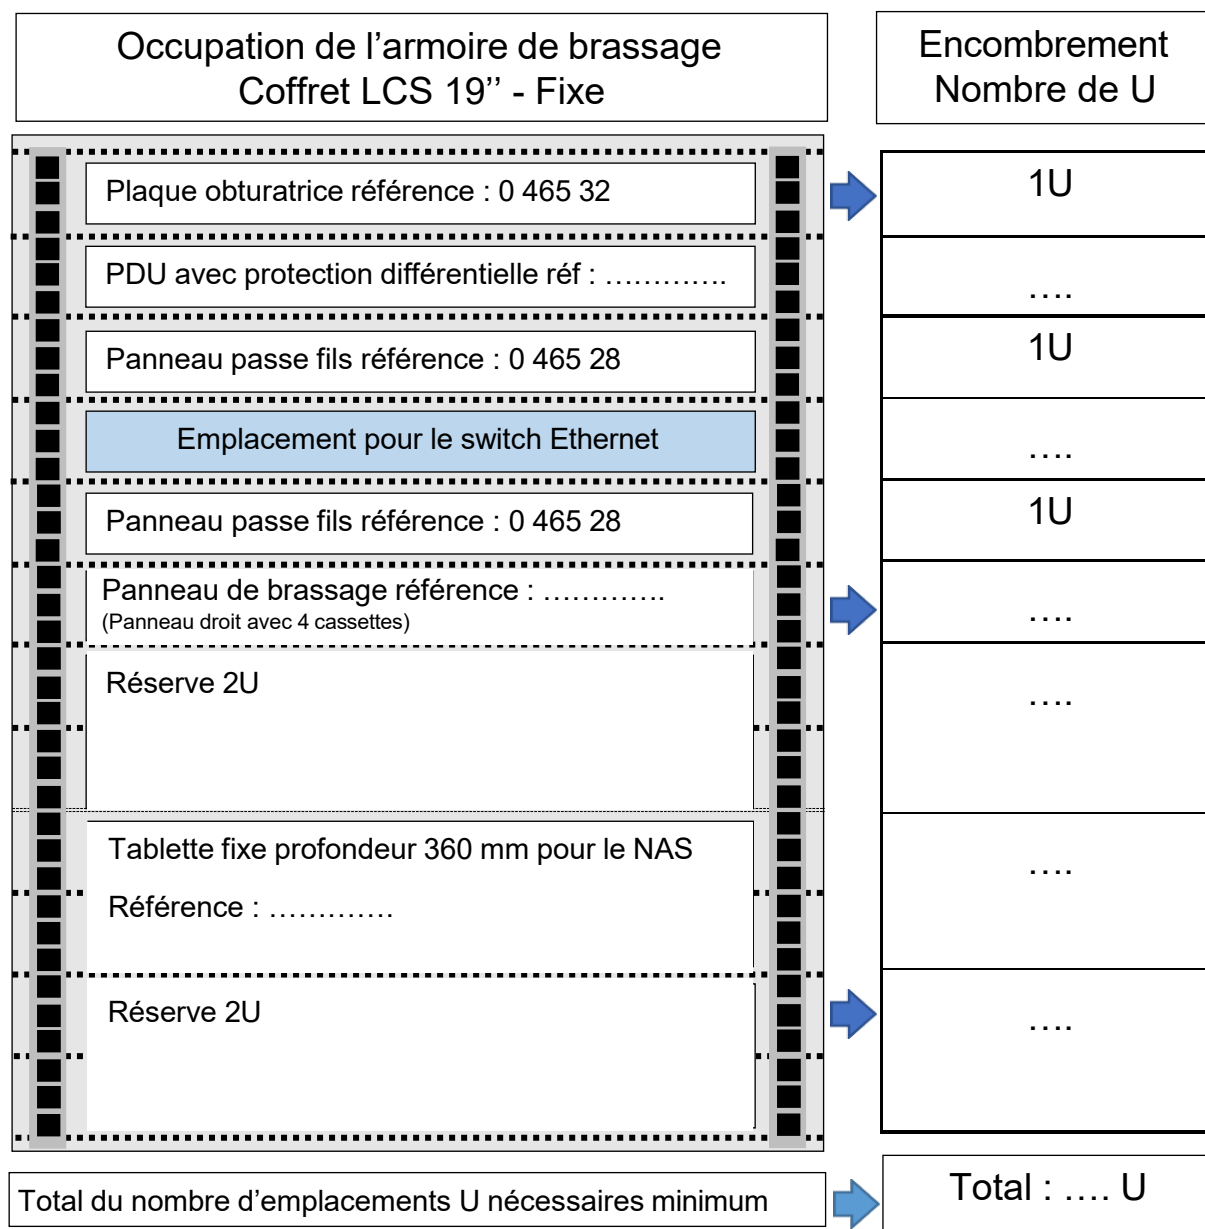 Occupation de l’armoire de brassage
Coffret LCS 19’’ - Fixe
Encombrement
Nombre de U
Plaque obturatrice référence : 0 465 32
1U
PDU avec protection différentielle réf : ………….
….
Panneau passe fils référence : 0 465 28
1U
Emplacement pour le switch Ethernet
….
Panneau passe fils référence : 0 465 28
1U
Panneau de brassage référence : ………….
(Panneau droit avec 4 cassettes)
….
Réserve 2U
….
Tablette fixe profondeur 360 mm pour le NAS
Référence : ………….
….
Réserve 2U
….
Total du nombre d’emplacements U nécessaires minimum
Total : …. U